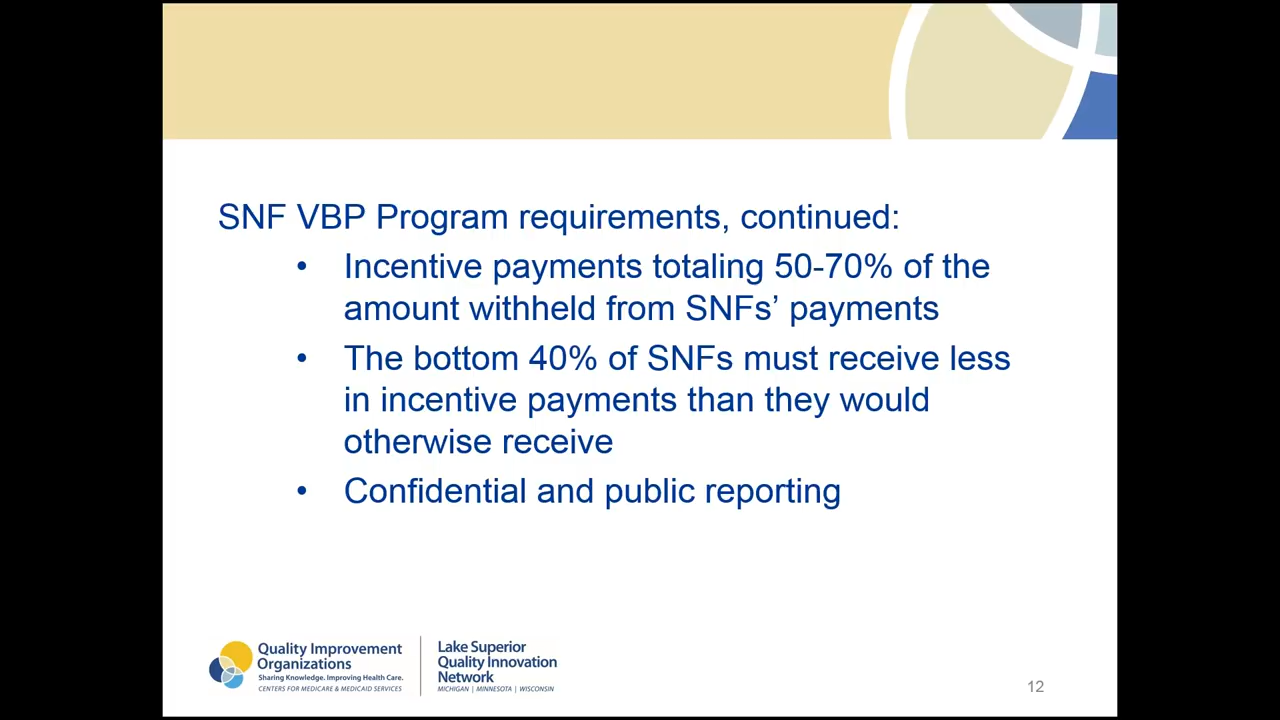 SNF VBP Program requirements, continued:
• Incentive payments totaling 50-70% of the
amount withheld from SNFs’ payments
• The bottom 40% of SNFs must receive less
in incentive payments than they would
otherwise receive
• Confidential and public reporting
Quality Improvement
Organizations
Sharing Knowledge. Improving Health Care.
CENTERS FOR MEDICARE & MEDICAID SERVICES
Lake Superior
Quality Innovation
Network
MICHIGAN | MINNESOTA | WISCONSIN
12